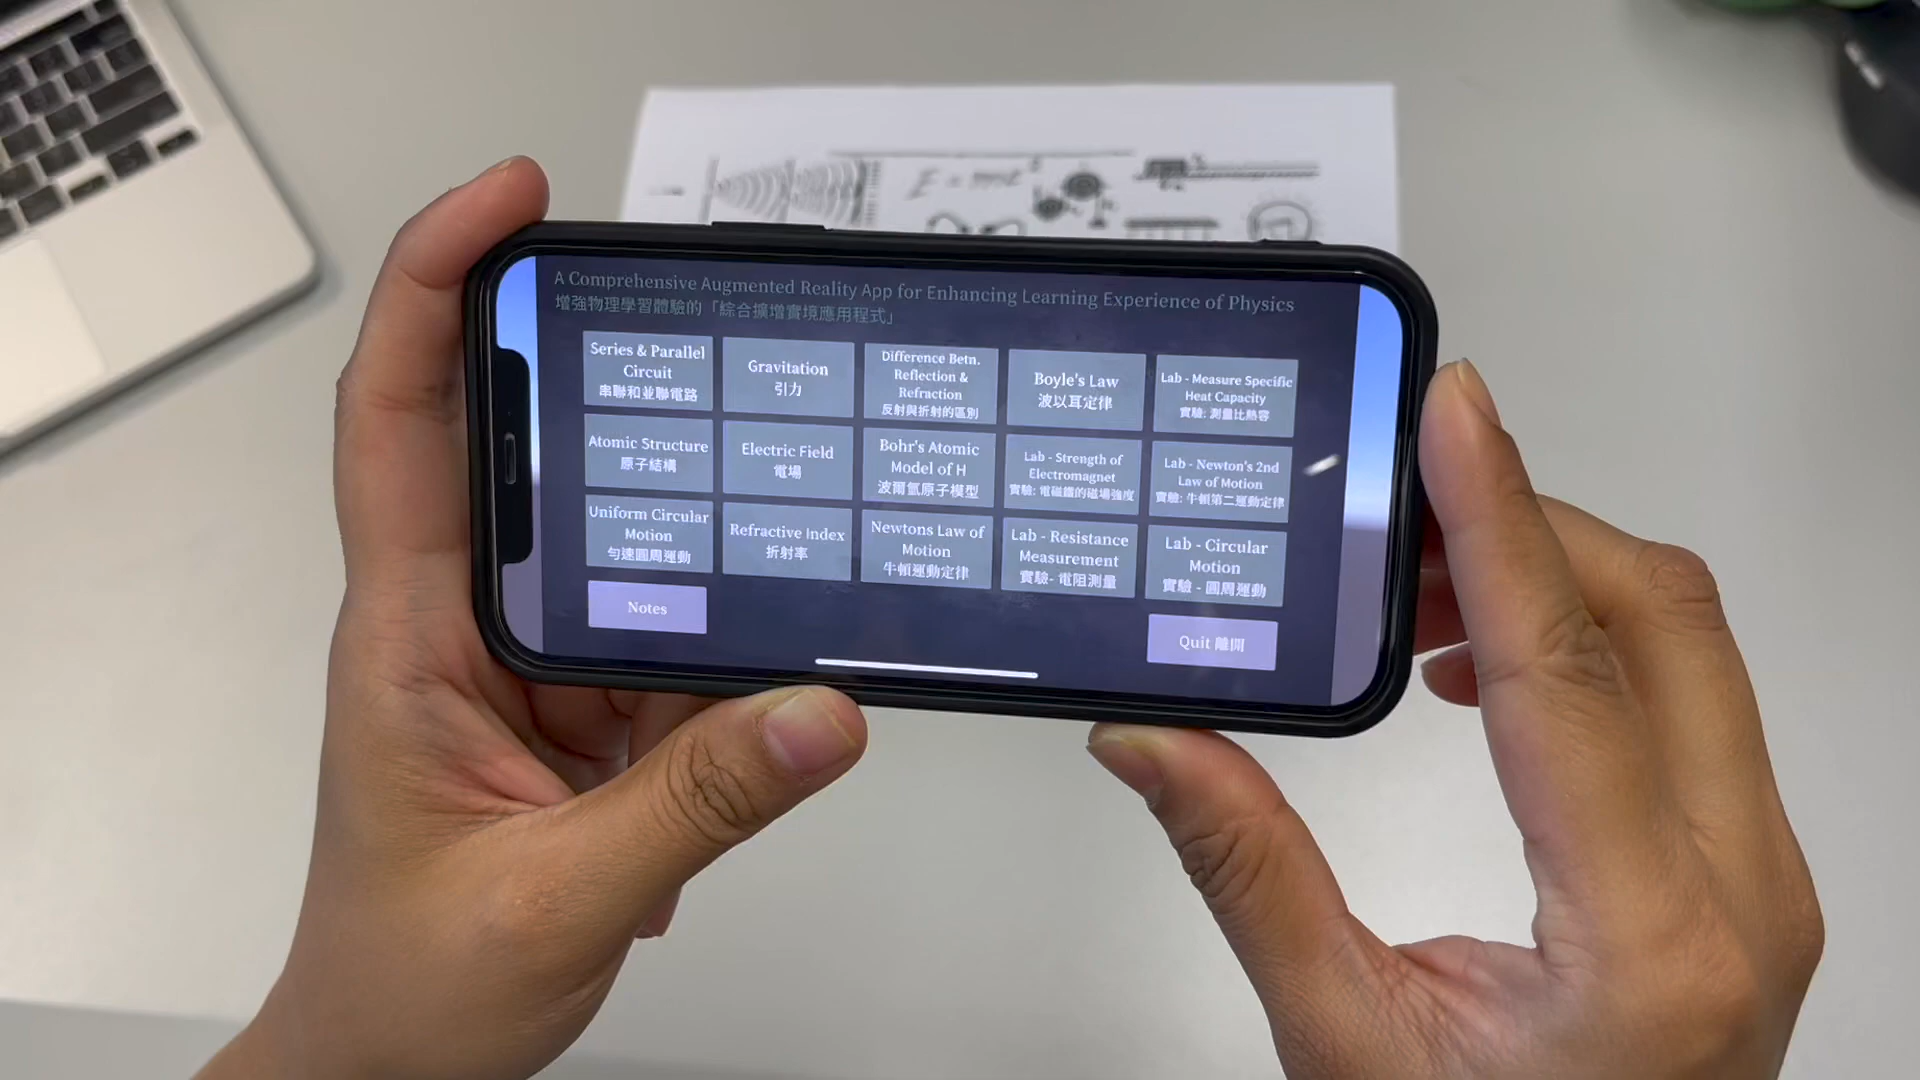 E = mc²
A Comprehensive Augmented Reality App for Enhancing Learning Experience of Physics
增強物理學習體驗的「綜合擴增實境應用程式」
Series & Parallel
Circuit
串聯和並聯電路
Gravitation
引力
Difference Betn.
Reflection &
Refraction
反射與折射的區別
Boyle's Law
波以耳定律
Lab - Measure Specific
Heat Capacity
實驗: 測量比熱容
Atomic Structure
原子結構
Electric Field
電場
Bohr's Atomic
Model of H
波爾氫原子模型
Lab - Strength of
Electromagnet
實驗: 電磁鐵的磁場強度
Lab - Newton's 2nd
Law of Motion
實驗: 牛頓第二運動定律
Uniform Circular
Motion
勻速圓周運動
Refractive Index
折射率
Newtons Law of
Motion
牛頓運動定律
Lab - Resistance
Measurement
實驗- 電阻測量
Lab - Circular
Motion
實驗 - 圓周運動
Notes
Quit 離開